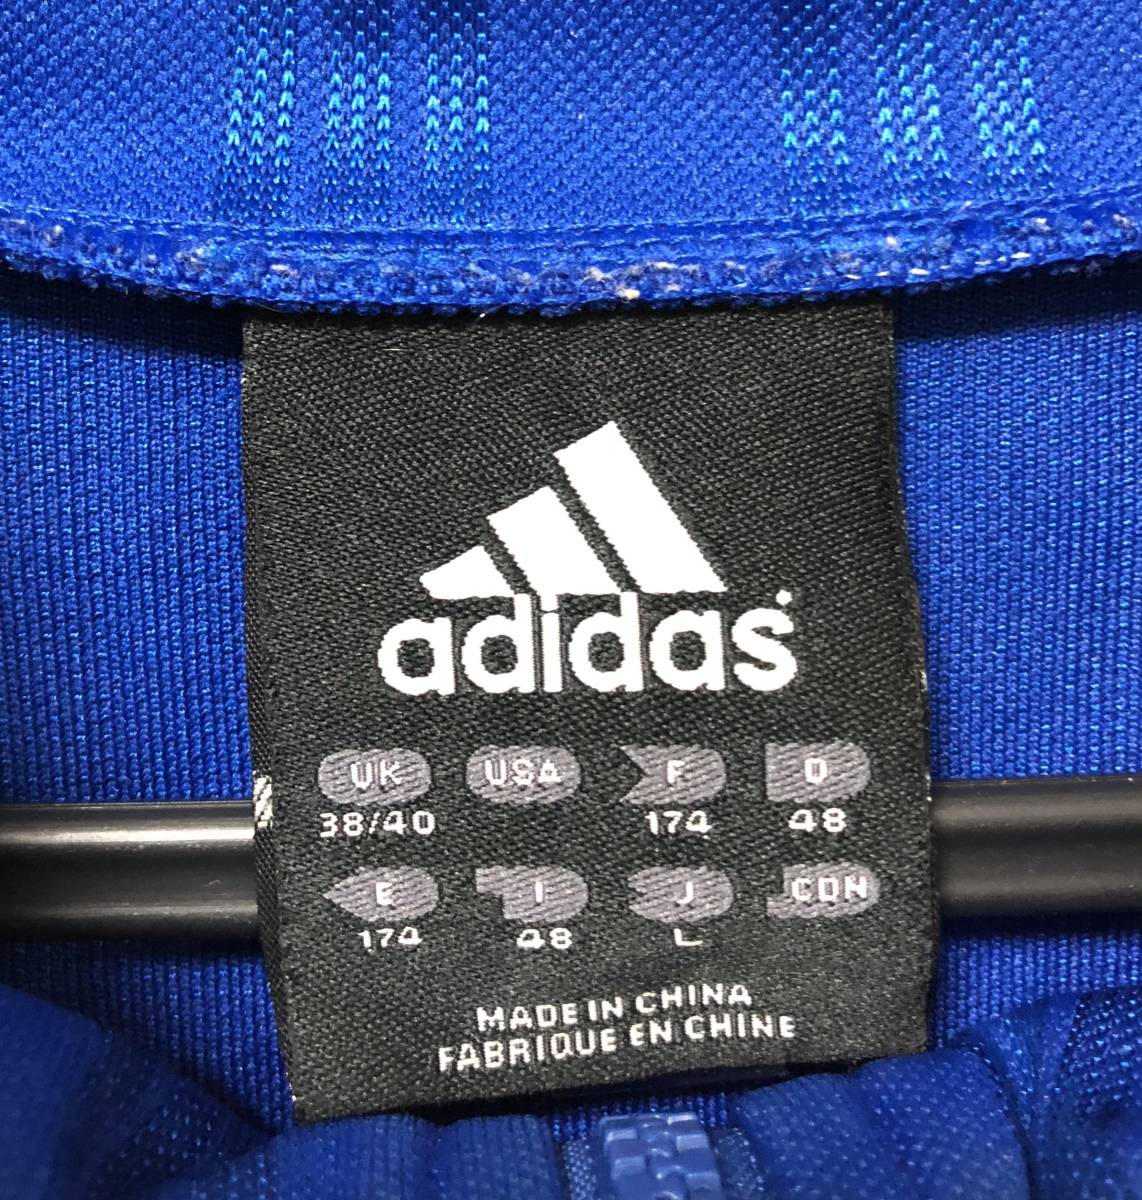 adidas
UK USA F D
38/40 174 48
E I J CDN
174 48 L
MADE IN CHINA
FABRIQUE EN CHINE